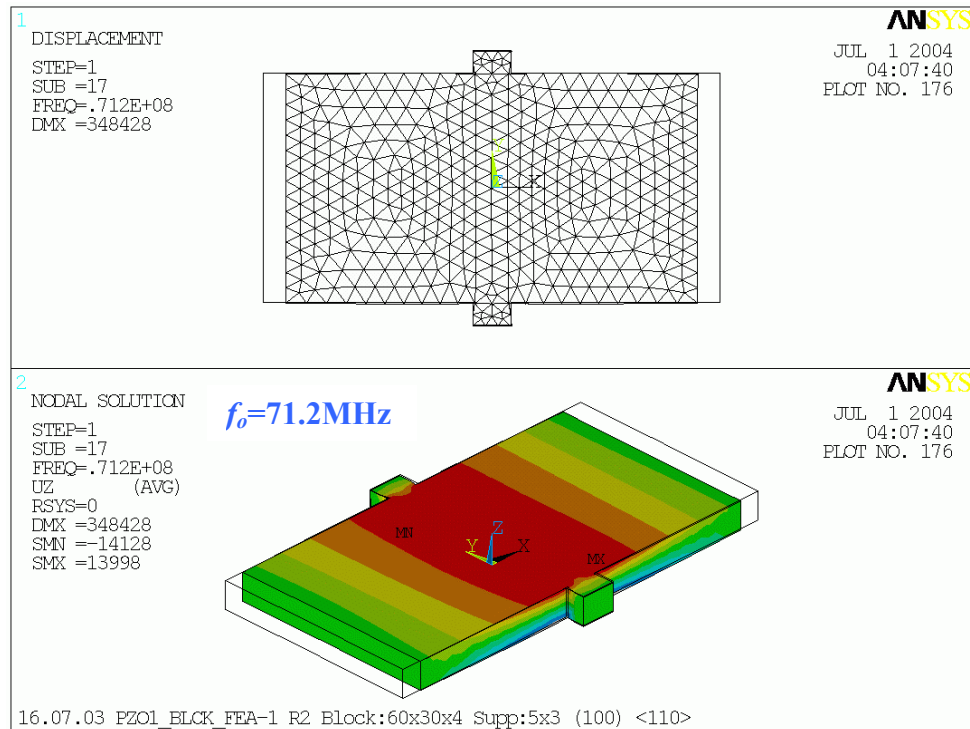 1
ANSYS
DISPLACEMENT
STEP=1
SUB =17
FREQ=.712E+08
DMX =348428
JUL 1 2004
04:07:40
PLOT NO. 176
Y
Z
X
2
ANSYS
NODAL SOLUTION
STEP=1
SUB =17
FREQ=.712E+08
UZ (AVG)
RSYS=0
DMX =348428
SMN =-14128
SMX =13998
fo=71.2MHz
JUL 1 2004
04:07:40
PLOT NO. 176
MN
Z
Y
X
MX
16.07.03 PZO1_BLCK_FEA-1 R2 Block:60x30x4 Supp:5x3 (100) <110>